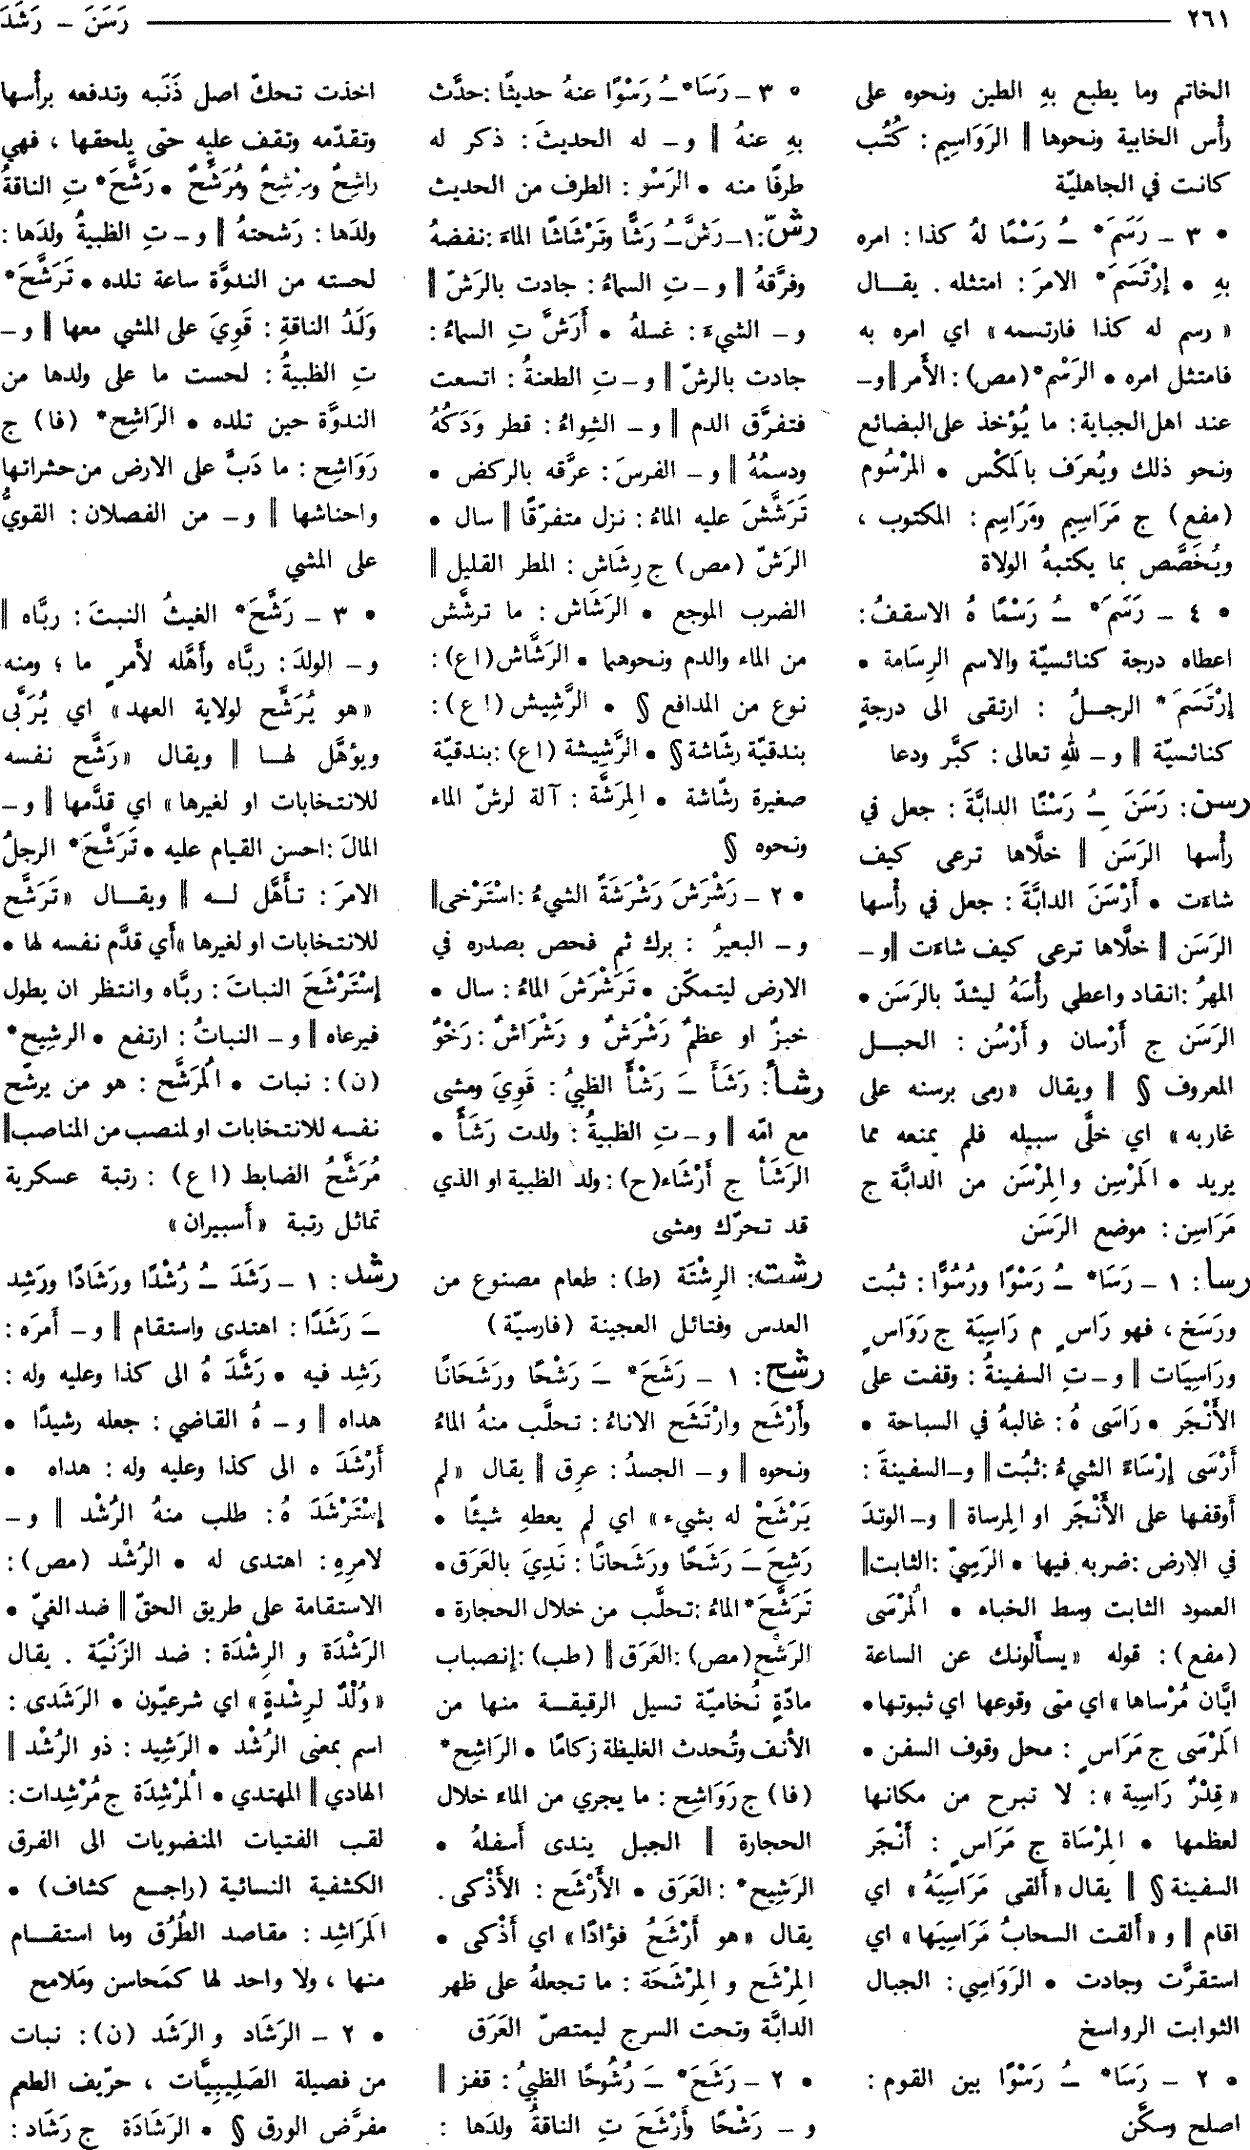 ٢٦١ رَسَنَ – رَشَدَ
الخاتم وما يطبع بهِ الطين ونحوه على
رأس الخابية ونحوها ‖ الرَوَاسِيم : كُتُب
كانت في الجاهليّة
• ٣ – رَسَمَ* ـُ رَسْمًا لهُ كذا : امره
بهِ • إِرْتَسَمَ* الامرَ : امتثله . يقال
« رسم له كذا فارتسمه » اي امره به
فامتثل امره • الرَسْم* (مص) : الأَمر ‖ و –
عند اهل الجباية : ما يُؤخذ على البضائع
ونحو ذلك ويُعرَف بالمَكْس • المَرْسُوم
(مفع) ج مَرَاسِيم ومَرَاسِم : المكتوب ،
ويُخَصَّص بما يكتبهُ الولاة
• ٤ – رَسَمَ* ـُ رَسْمًا هُ الاسقفُ :
اعطاه درجة كنائسيّة والاسم الرِسَامة •
إِرْتَسَمَ* الرجلُ : ارتقى الى درجةٍ
كنائسيّة ‖ و – للهِ تعالى : كبَّر ودعا
رسن : رَسَنَ ـِ رَسْنًا الدابَّةَ : جعل في
رأسها الرَسَن ‖ خلَّاها ترعى كيف
شاءَت • أَرْسَنَ الدابَّةَ : جعل في رأسها
الرَسَن ‖ خلَّاها ترعى كيف شاءَت ‖ و –
المهرُ : انقاد واعطى رأسَهُ ليشدّ بالرَسَن •
الرَسَن ج أَرْسان و أَرْسُن : الحبل
المعروف § ‖ ويقال « رمى برسنه على
غاربه » اي خلَّى سبيله فلم يمنعه مما
يريد • المَرْسِن والمِرْسَن من الدابَّة ج
مَرَاسِن : موضع الرَسَن
رسا : ١ – رَسَا* ـُ رَسْوًا ورُسُوًّا : ثبُت
ورَسَخ ، فهو رَاسٍ م رَاسِيَة ج رَوَاسٍ
ورَاسِيَات ‖ و – تِ السفينةُ : وقفت على
الأَنْجَر • رَاسَى هُ : غالبهُ في السباحة •
أَرْسَى إِرْسَاءً الشيءُ : ثبُت ‖ و – السفينةَ :
أوقفها على الأَنْجَر او المِرساة ‖ و – الوتدَ
في الارض : ضربه فيها • الرَسِيّ : الثابت ‖
العمود الثابت وسط الخباء • المُرْسَى
(مفع) : قوله « يسأَلونك عن الساعة
ايَّان مُرْساها » اي متى وقوعها اي ثبوتها •
المَرْسَى ج مَرَاسٍ : محل وقوف السفن •
« قِدْرٌ رَاسِية » : لا تبرح من مكانها
لعظمها • المِرْسَاة ج مَرَاسٍ : أَنْجَر
السفينة § ‖ يقال « أَلقى مَرَاسِيَهُ » اي
اقام ‖ و « أَلقت السحابُ مَرَاسِيَها » اي
استقرَّت وجادت • الرَوَاسِي : الجبال
الثوابت الرواسخ
• ٢ – رَسَا* ـُ رَسْوًا بين القوم :
اصلح وسكَّن
• ٣ – رَسَا* ـُ رَسْوًا عنهُ حديثًا : حدَّث
بهِ عنهُ ‖ و – له الحديثَ : ذكر له
طرفًا منه • الرَسْو : الطرف من الحديث
رشّ : ١ – رَشَّ ـُ رَشًّا وتَرْشَاشًا الماءَ : نفضهُ
وفرَّقهُ ‖ و – تِ السماءُ : جادت بالرَشّ ‖
و – الشيءَ : غسلهُ • أَرَشَّ تِ السماءُ :
جادت بالرشّ ‖ و – تِ الطعنةُ : اتسعت
فتفرَّق الدم ‖ و – الشِواءُ : قطر وَدَكُهُ
ودسمُهُ ‖ و – الفرسَ : عرَّقه بالركض •
تَرَشَّشَ عليه الماءُ : نزل متفرّقًا ‖ سال •
الرَشّ (مص) ج رِشَاش : المطر القليل ‖
الضرب الموجع • الرَشَاش : ما ترشَّش
من الماء والدم ونحوهما • الرَشَّاش (اع) :
نوع من المدافع § • الرَّشِيش (اع) :
بندقيّة رشّاشة § • الرَّشِيشة (اع) : بندقيّة
صغيرة رشّاشة • المِرَشَّة : آلة لرشّ الماء
ونحوه §
• ٢ – رَشْرَشَ رَشْرَشَةً الشيءُ : اسْتَرْخى ‖
و – البعيرُ : برك ثم فحص بصدره في
الارض ليتمكّن • تَرَشْرَشَ الماءُ : سال •
خبزٌ او عظمٌ رَشْرَشٌ و رَشْرَاشٌ : رَخْوٌ
رشأ : رَشَأَ ـَ رَشْأً الظبيُ : قَوِيَ ومشى
مع امّه ‖ و – تِ الظبيةُ : ولدت رَشَأً •
الرَشَأ ج أَرْشَاء (ح) : ولد الظبية او الذي
قد تحرّك ومشى
رشت : الرِشْتَة (ط) : طعام مصنوع من
العدس وفتائل العجينة (فارسيّة)
رشح : ١ – رَشَحَ* ـَ رَشْحًا ورَشَحَانًا
وأَرْشَح وارْتَشَح الاناءُ : تحلَّب منهُ الماءُ
ونحوه ‖ و – الجسدُ : عرِق ‖ يقال « لم
يَرْشَحْ له بشيء » اي لم يعطهِ شيئًا •
رَشِحَ ـَ رَشَحًا ورَشَحانًا : نَدِيَ بالعَرَق •
تَرَشَّحَ* الماءُ : تحلَّب من خلال الحجارة •
الرَشْح (مص) : العَرَق ‖ (طب) : إنصباب
مادّةٍ نُخاميّة تسيل الرقيقة منها من
الأنف وتُحدث الغليظة زكامًا • الرَاشِح*
(فا) ج رَوَاشِح : ما يجري من الماء خلال
الحجارة ‖ الجبل يندى أَسفلهُ •
الرَشِيح* : العَرَق • الأَرْشَح : الأَذْكى .
يقال « هو أَرْشَحُ فؤادًا » اي أَذْكى •
المِرْشَح و المِرْشَحَة : ما تجعلهُ على ظهر
الدابَّة وتحت السرج ليمتصّ العَرَق
• ٢ – رَشَحَ* ـَ رُشُوحًا الظبيُ : قفز ‖
و – رَشْحًا وأَرْشَحَ تِ الناقةُ ولدَها :
اخذت تحكّ اصل ذَنَبه وتدفعه برأسها
وتقدّمه وتقف عليه حتى يلحقها ، فهي
راشِحٌ ومُرْشِحٌ ومُرَشِّحٌ • رَشَّحَ* تِ الناقةُ
ولدَها : رَشحتهُ ‖ و – تِ الظبيةُ ولدَها :
لحسته من الندوَّة ساعة تلده • تَرَشَّحَ*
وَلَدُ الناقةِ : قَوِيَ على المشي معها ‖ و –
تِ الظبيةُ : لحست ما على ولدها من
الندوَّة حين تلده • الرَاشِح* (فا) ج
رَوَاشِح : ما دَبَّ على الارض من حشراتها
واحناشها ‖ و – من الفصلان : القويُّ
على المشي
• ٣ – رَشَّحَ* الغيثُ النبتَ : ربَّاه ‖
و – الولدَ : ربَّاه وأَهَّله لأَمرٍ ما ؛ ومنه
« هو يُرَشَّح لولاية العهد » اي يُرَبَّى
ويؤهَّل لها ‖ ويقال « رَشَّح نفسه
للانتخابات او لغيرها » اي قدَّمها ‖ و –
المالَ : احسن القيام عليه • تَرَشَّحَ* الرجلُ
الامرَ : تأَهَّل له ‖ ويقال « تَرَشَّح
للانتخابات او لغيرها » أَي قدَّم نفسه لها •
إِسْتَرْشَحَ النباتَ : ربَّاه وانتظر ان يطول
فيرعاه ‖ و – النباتُ : ارتفع • الرشِيح*
(ن) : نبات • المُرَشَّح : هو من يرشّح
نفسه للانتخابات او لمنصب من المناصب ‖
مُرَشَّحُ الضابط (اع) : رتبة عسكرية
تماثل رتبة « أَسبيران »
رشد : ١ – رَشَدَ ـُ رُشْدًا ورَشَادًا ورَشِد
ـَ رَشَدًا : اهتدى واستقام ‖ و – أَمرَه :
رَشِد فيه • رَشَّدَ هُ الى كذا وعليه وله :
هداه ‖ و – هُ القاضي : جعله رشيدًا •
أَرْشَدَ ه الى كذا وعليه وله : هداه •
إِسْتَرْشَدَ هُ : طلب منهُ الرُشْد ‖ و –
لامرِهِ : اهتدى له • الرُشْد (مص) :
الاستقامة على طريق الحقّ ‖ ضد الغيّ •
الرَشْدَة و الرِشْدَة : ضد الزَنْيَة . يقال
« وُلْدٌ لرِشْدةٍ » اي شرعيّون • الرَشَدَى :
اسم بمعنى الرُشْد • الرَشِيد : ذو الرُشْد ‖
الهادي ‖ المهتدي • المُرْشِدَة ج مُرْشِدات :
لقب الفتيات المنضويات الى الفرق
الكشفية النسائية (راجع كشاف) •
المَرَاشِد : مقاصد الطُرُق وما استقام
منها ، ولا واحد لها كمَحاسن ومَلامح
• ٢ – الرَشَاد والرَشَد (ن) : نبات
من فصيلة الصَلِيبِيَّات ، حرّيف الطعم
مفرَّض الورق § • الرَشَادَة ج رَشَاد :